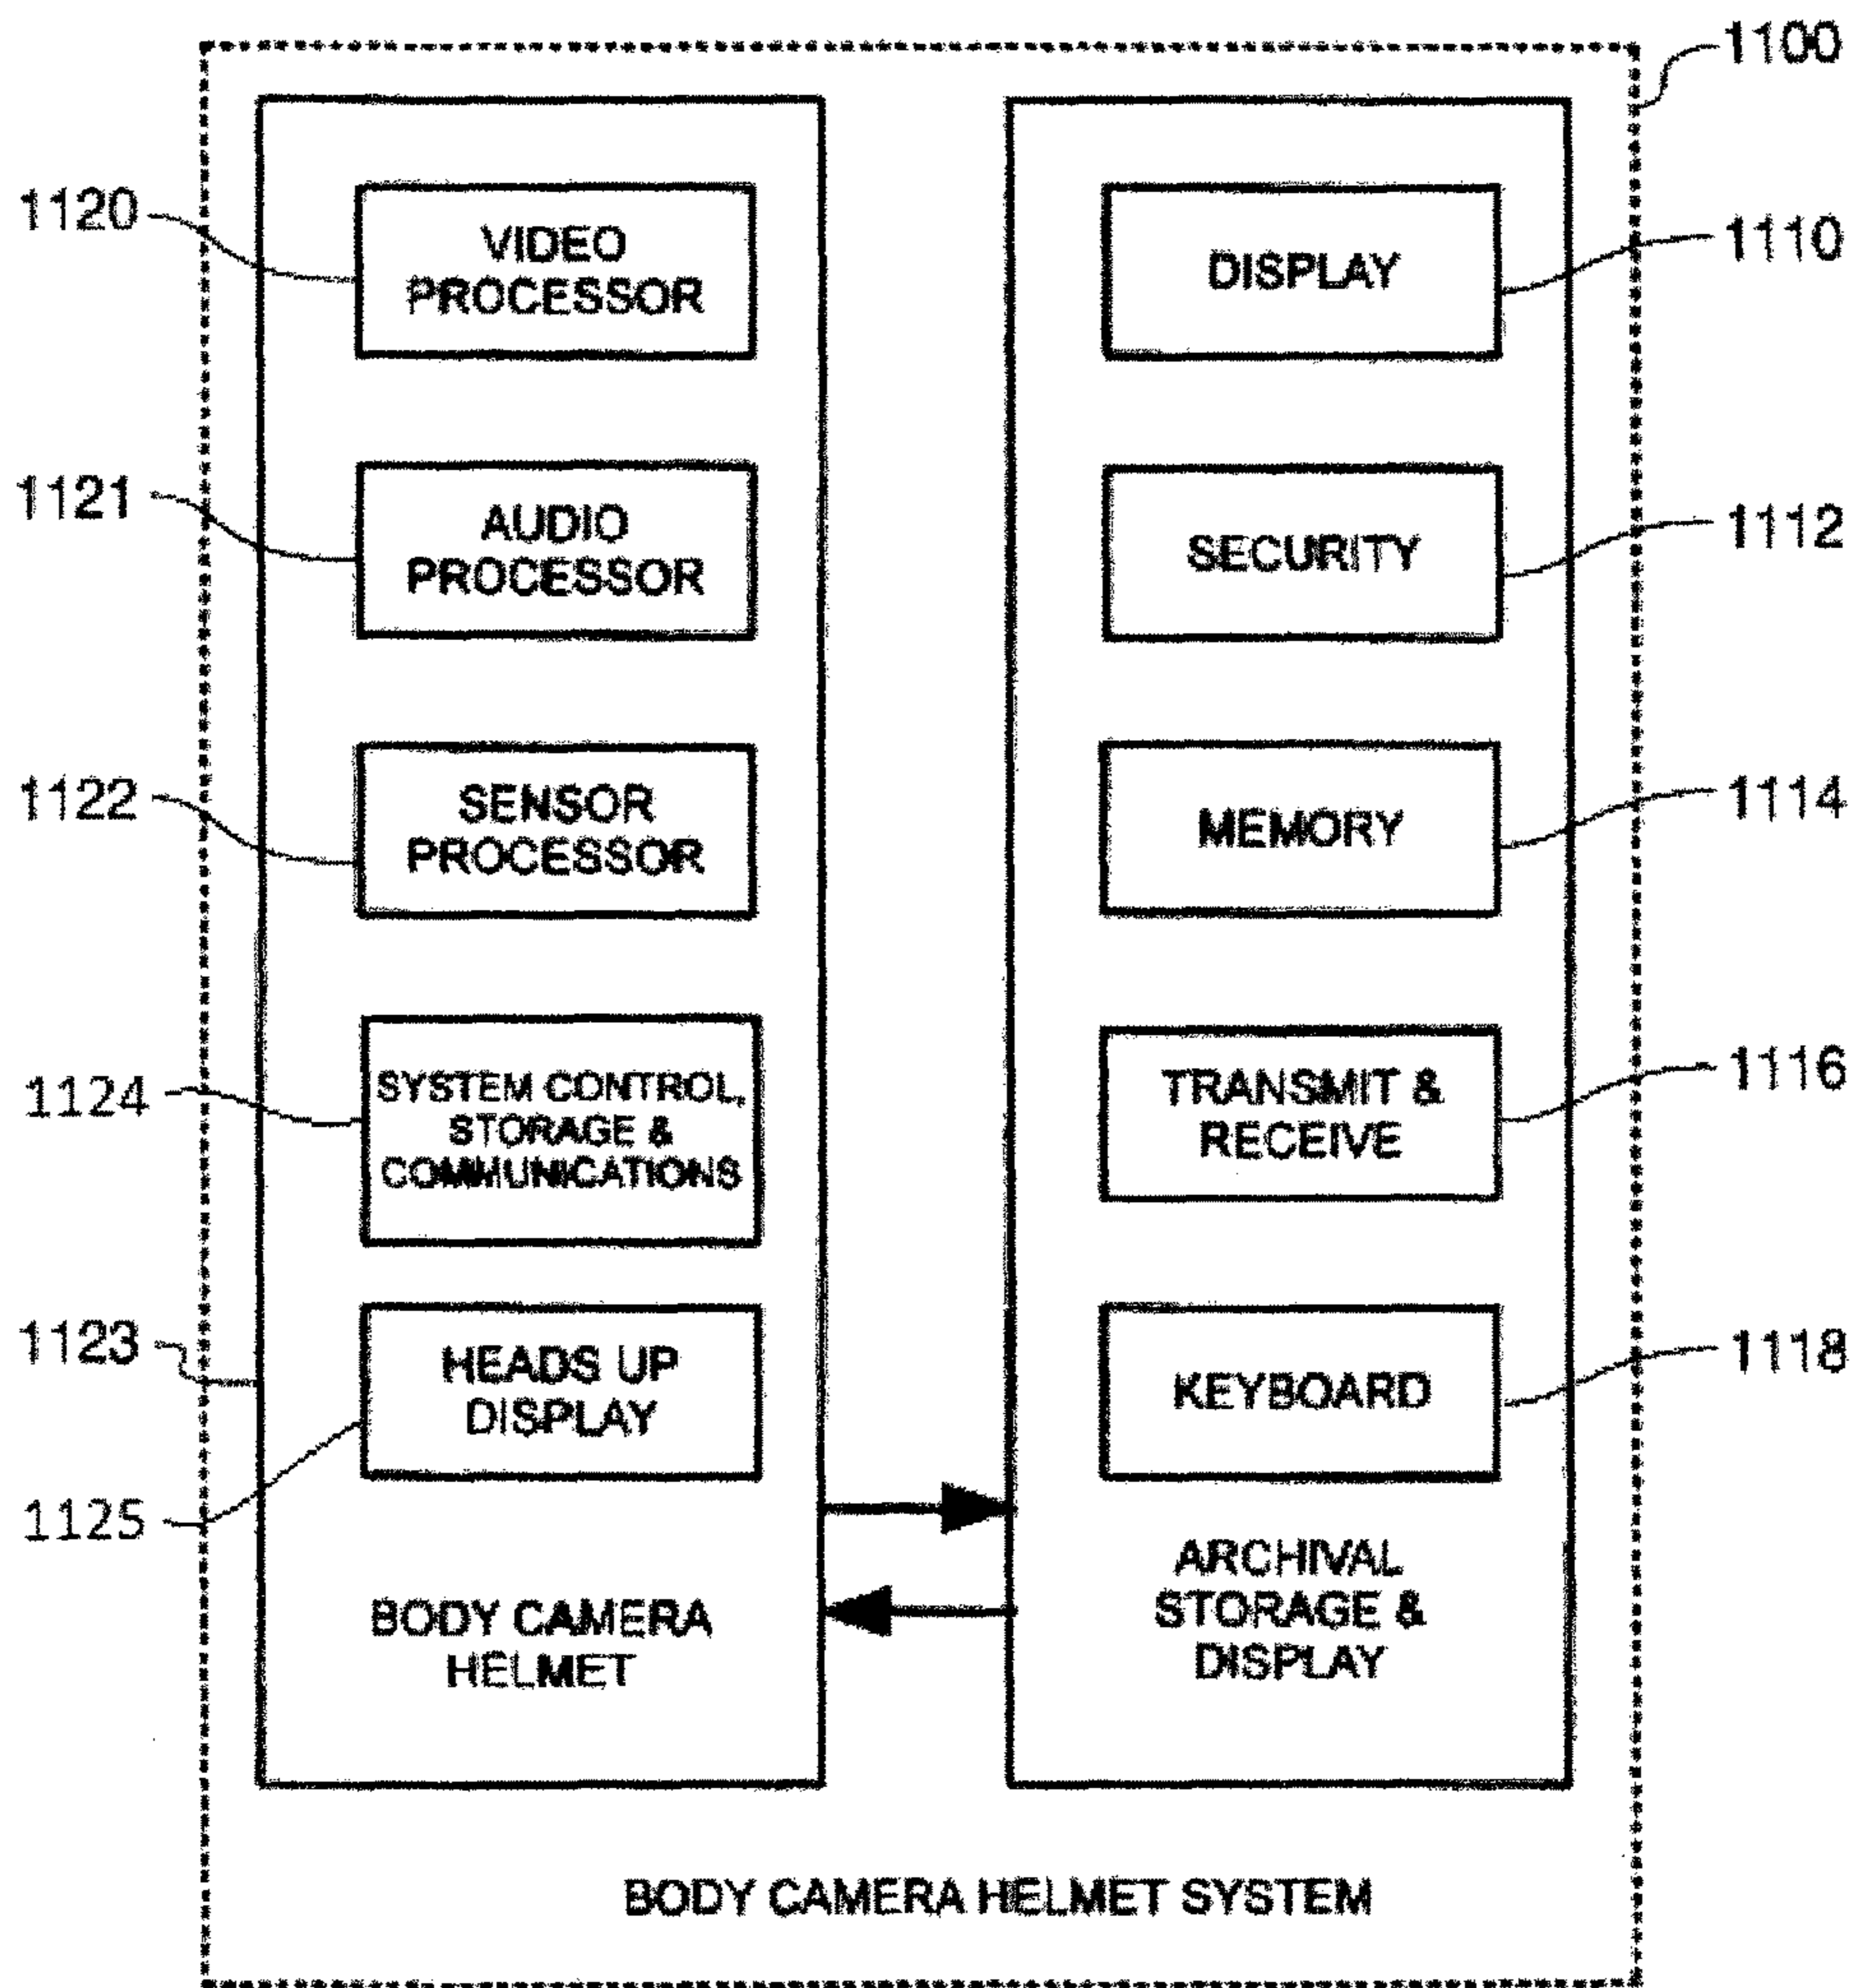 1100
1120
VIDEO
PROCESSOR
DISPLAY
1110
1121
AUDIO
PROCESSOR
SECURITY
1112
1122
SENSOR
PROCESSOR
MEMORY
1114
1124
SYSTEM CONTROL,
STORAGE &
COMMUNICATIONS
TRANSMIT &
RECEIVE
1116
1123
HEADS UP
DISPLAY
KEYBOARD
1118
1125
BODY CAMERA
HELMET
ARCHIVAL
STORAGE &
DISPLAY
BODY CAMERA HELMET SYSTEM